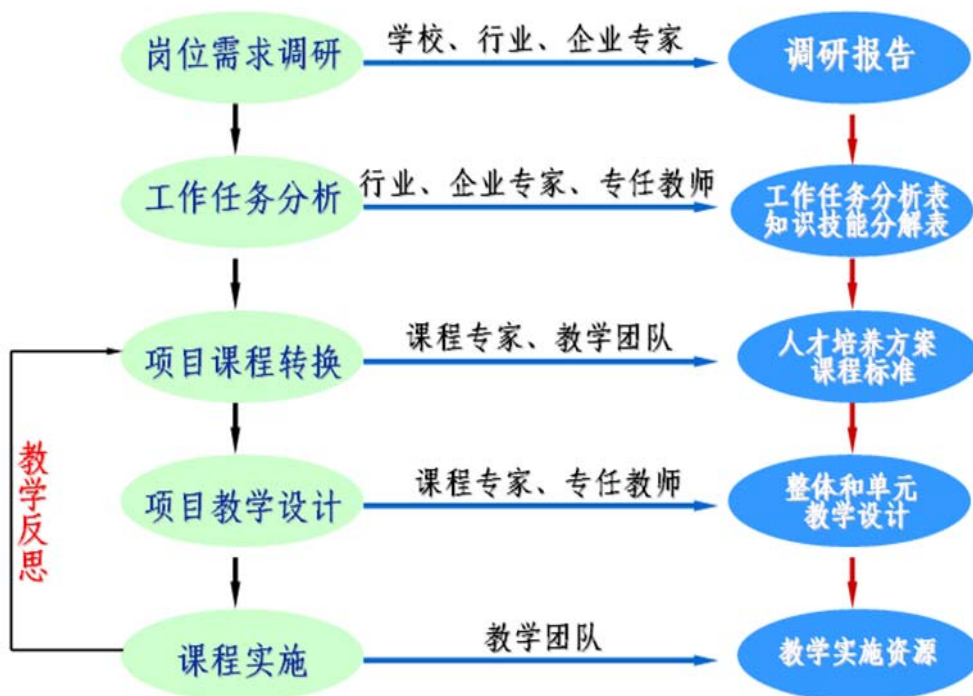 岗位需求调研
学校、行业、企业专家
调研报告
工作任务分析
行业、企业专家、专任教师
工作任务分析表
知识技能分解表
项目课程转换
课程专家、教学团队
人才培养方案
课程标准
教学反思
项目教学设计
课程专家、专任教师
整体和单元
教学设计
课程实施
教学团队
教学实施资源